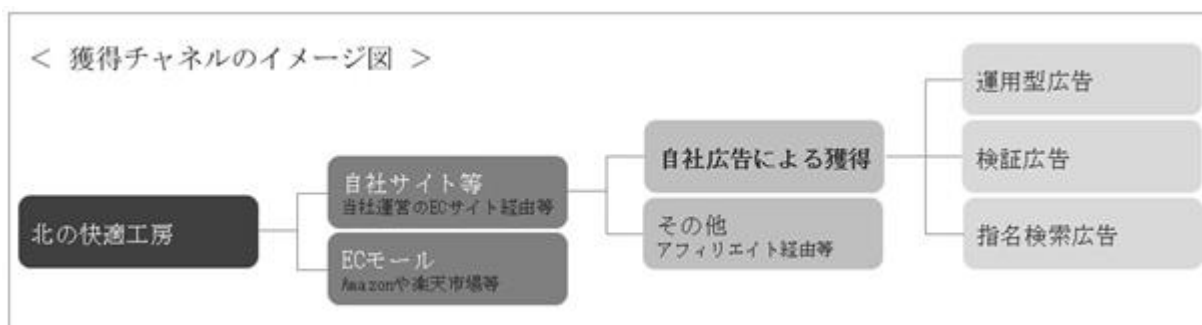 < 獲得チャネルのイメージ図 >
北の快適工房
自社サイト等
当社運営のECサイト経由等
ECモール
Amazonや楽天市場等
自社広告による獲得
その他
アフィリエイト経由等
運用型広告
検証広告
指名検索広告